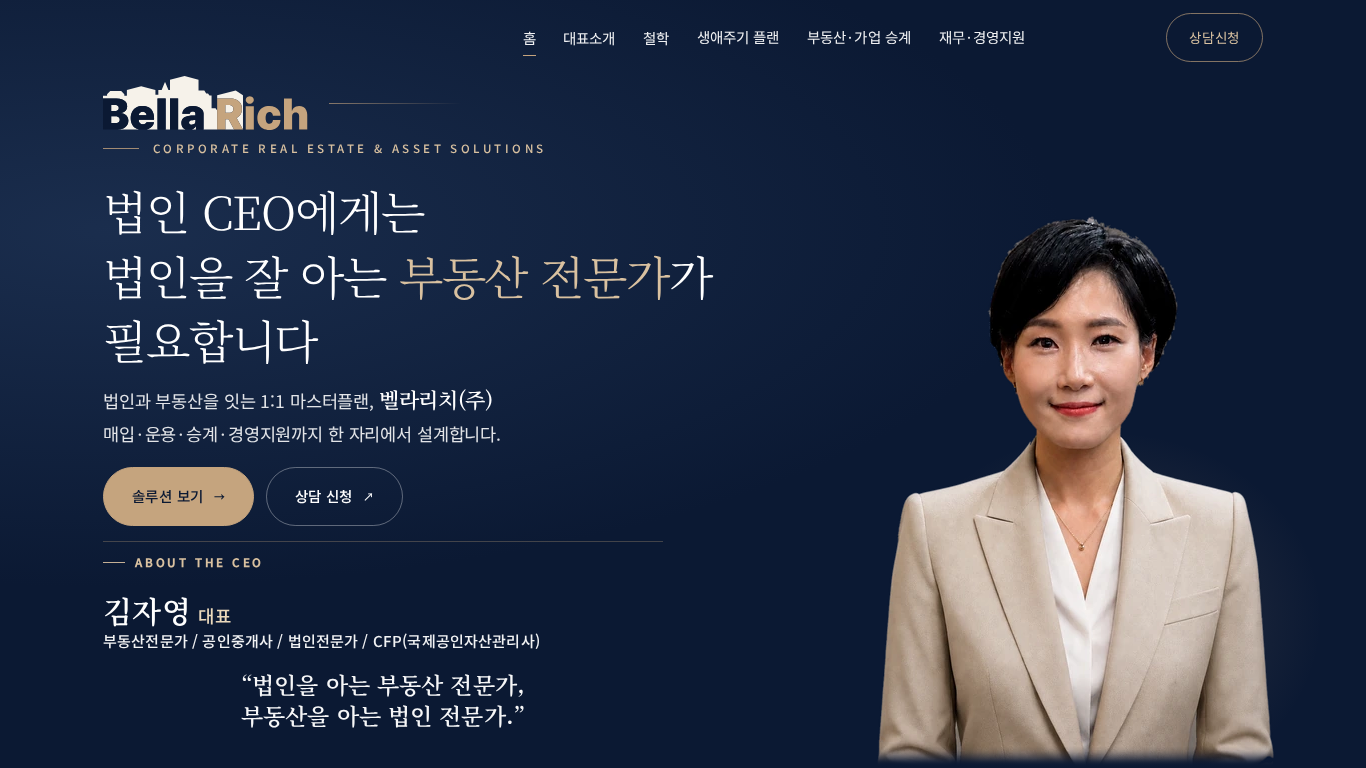 홈 대표소개 철학 생애주기 플랜 부동산·가업 승계 재무·경영지원 상담신청
Bella Rich
CORPORATE REAL ESTATE & ASSET SOLUTIONS
법인 CEO에게는
법인을 잘 아는 부동산 전문가가
필요합니다
법인과 부동산을 잇는 1:1 마스터플랜, 벨라리치(주)
매입·운용·승계·경영지원까지 한 자리에서 설계합니다.
솔루션 보기 → 상담 신청 ↗
ABOUT THE CEO
김자영 대표
부동산전문가 / 공인중개사 / 법인전문가 / CFP(국제공인자산관리사)
“법인을 아는 부동산 전문가,
부동산을 아는 법인 전문가.”